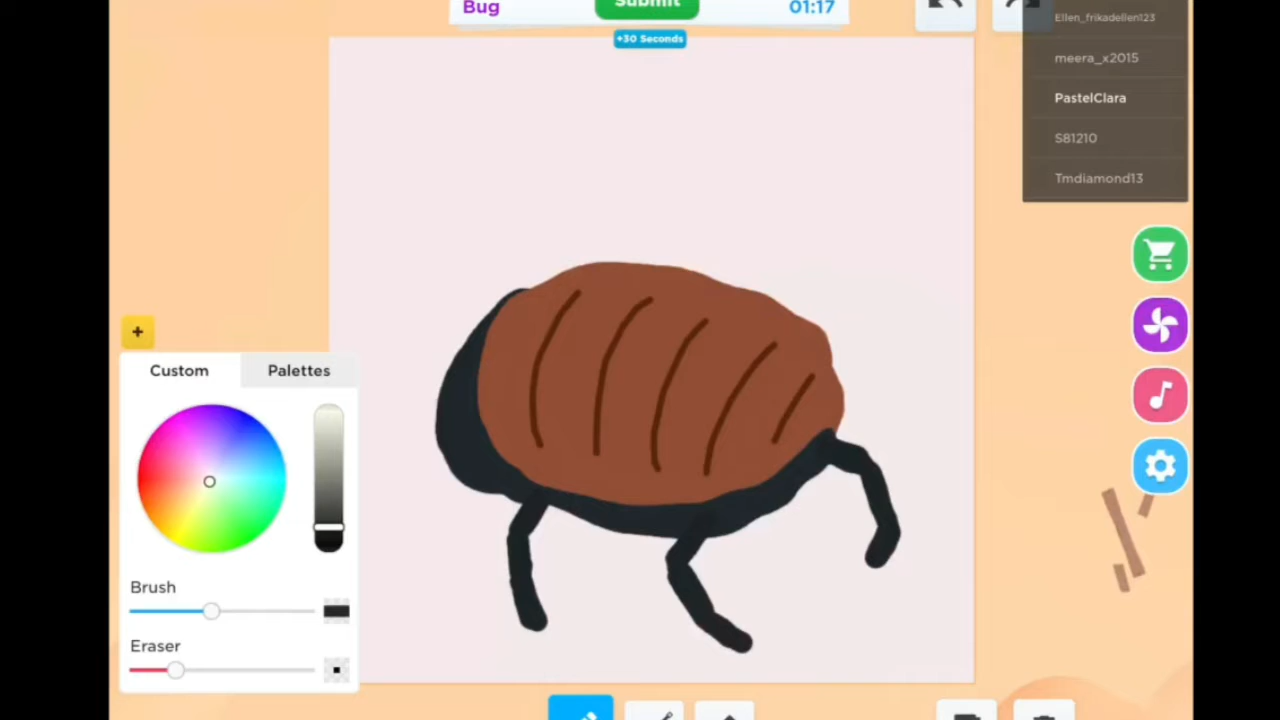 Bug
Submit
01:17
+30 Seconds
Ellen_frikadellen123
meera_x2015
PastelClara
S81210
Tmdiamond13
+
Custom
Palettes
Brush
Eraser